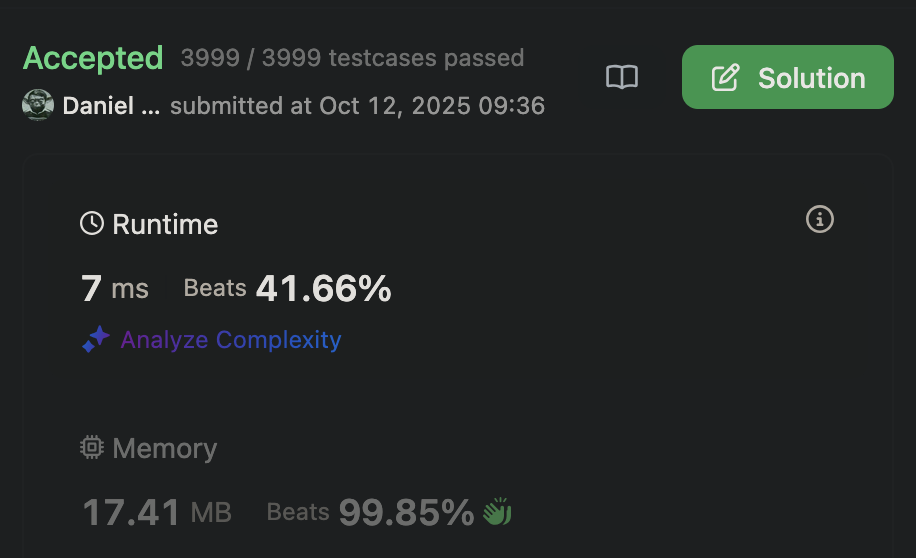 Accepted 3999 / 3999 testcases passed
Solution
Daniel ... submitted at Oct 12, 2025 09:36
Runtime
7 ms Beats 41.66%
Analyze Complexity
Memory
17.41 MB Beats 99.85%